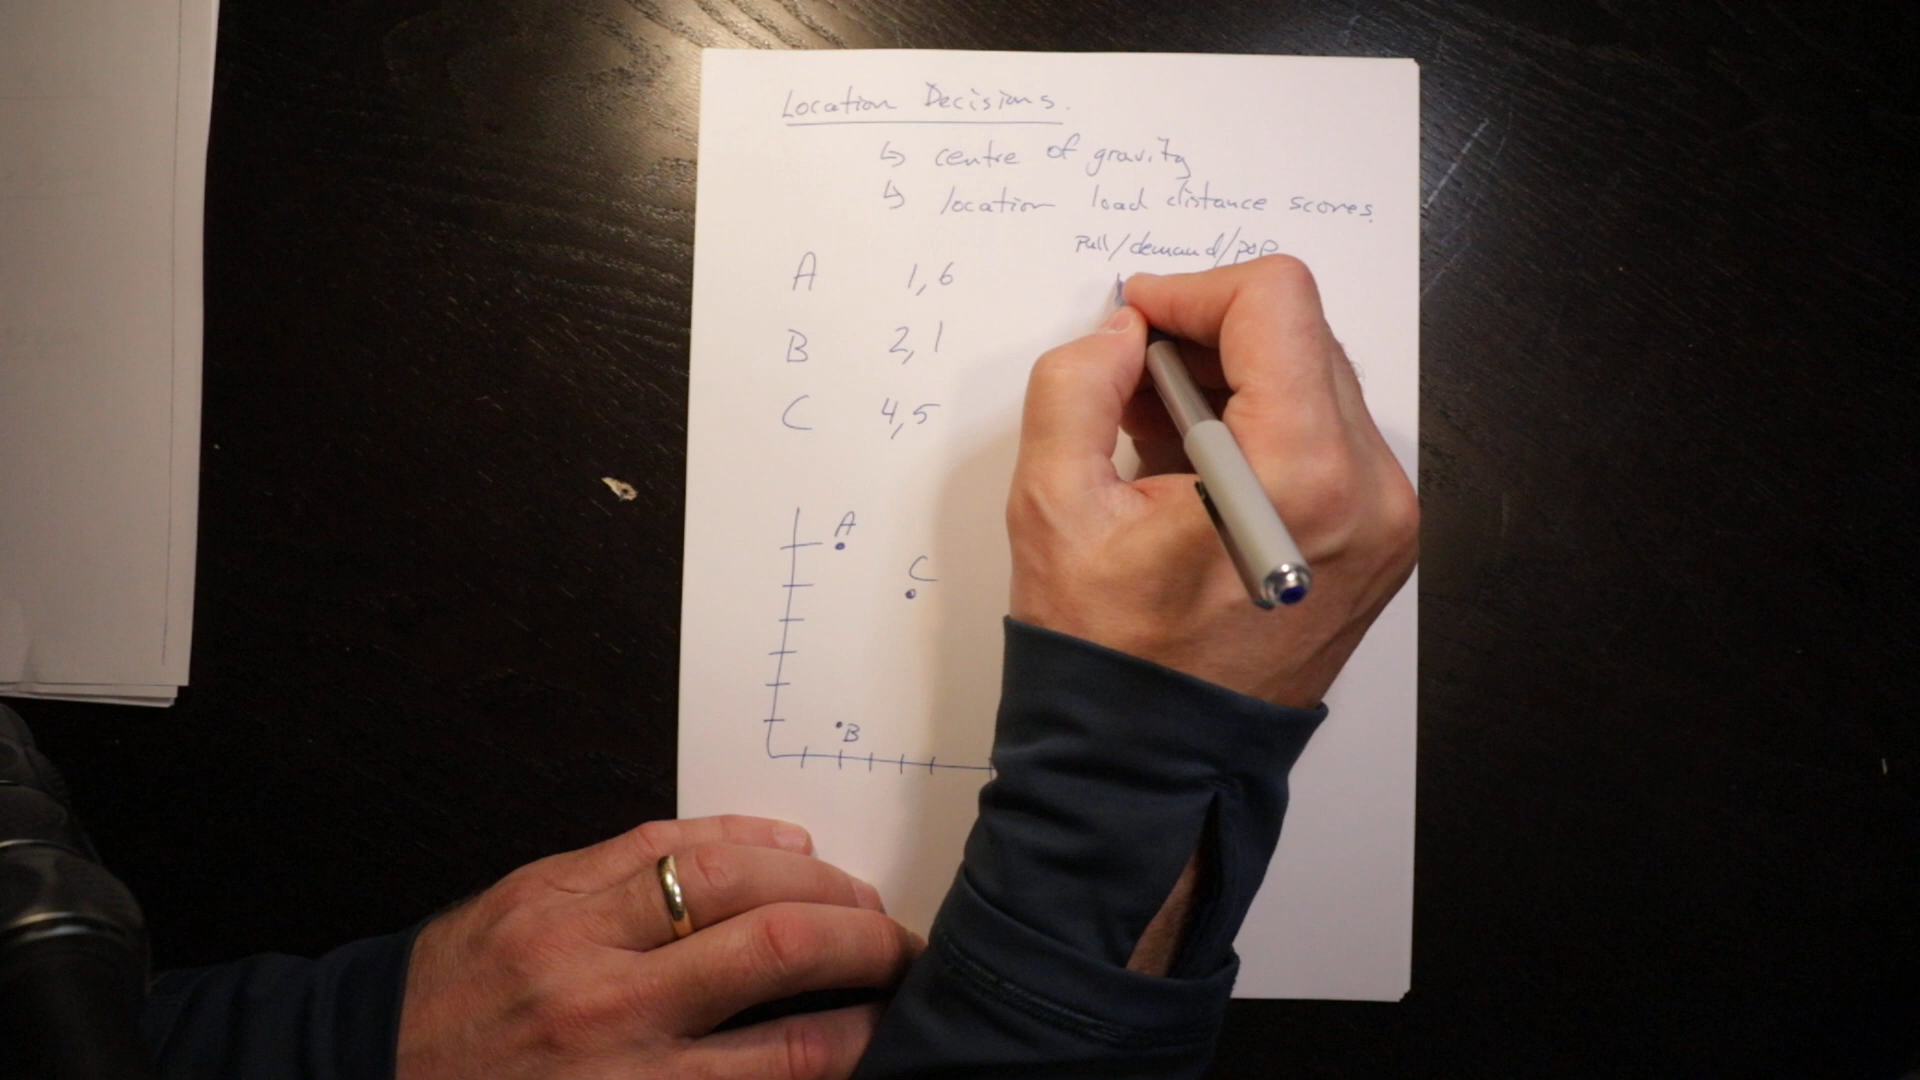 Location Decisions.
↳ centre of gravity
↳ location load distance scores.
Pull/demand/pop
A 1,6
B 2,1
C 4,5
A
C
B